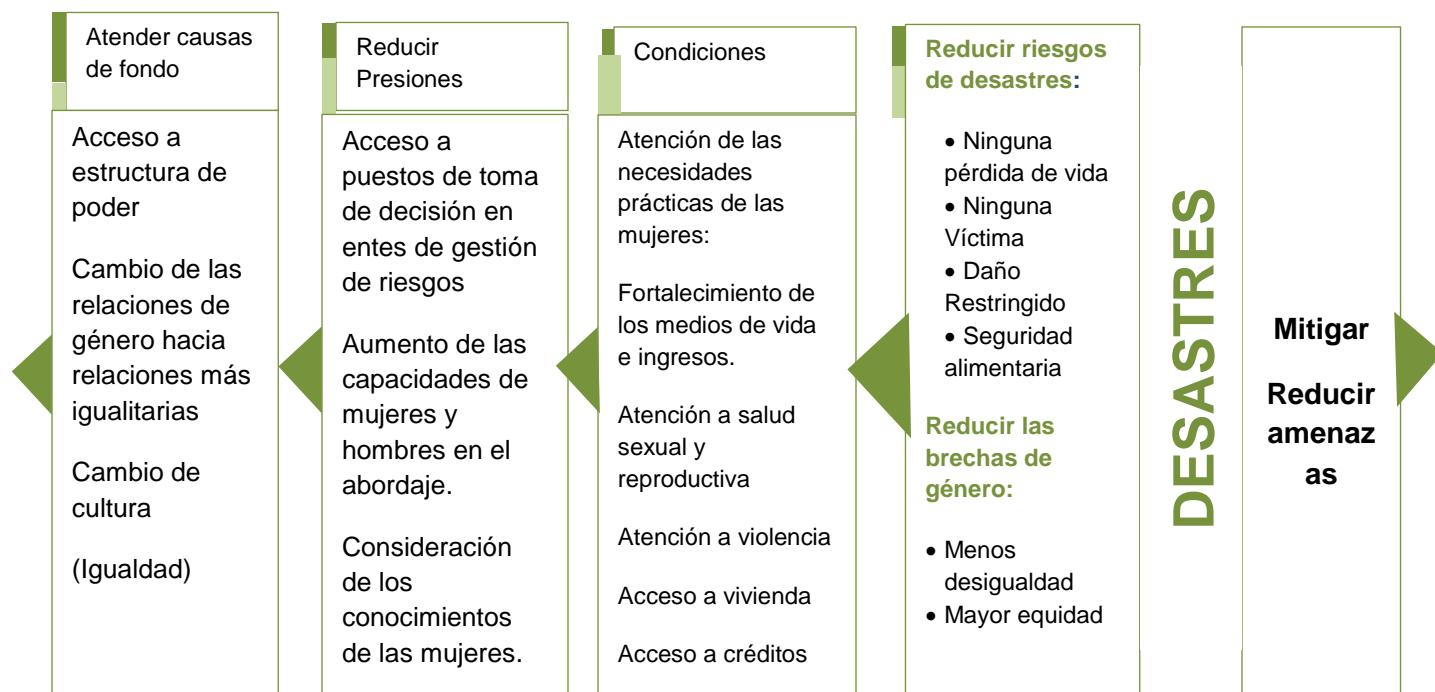 Atender causas
de fondo
Acceso a
estructura de
poder
Cambio de las
relaciones de
género hacia
relaciones más
igualitarias
Cambio de
cultura
(Igualdad)
Reducir
Presiones
Acceso a
puestos de toma
de decisión en
entes de gestión
de riesgos
Aumento de las
capacidades de
mujeres y
hombres en el
abordaje.
Consideración
de los
conocimientos
de las mujeres.
Condiciones
Atención de las
necesidades
prácticas de las
mujeres:
Fortalecimiento de
los medios de vida
e ingresos.
Atención a salud
sexual y
reproductiva
Atención a violencia
Acceso a vivienda
Acceso a créditos
Reducir riesgos
de desastres:
• Ninguna
pérdida de vida
• Ninguna
Víctima
• Daño
Restringido
• Seguridad
alimentaria
Reducir las
brechas de
género:
• Menos
desigualdad
• Mayor equidad
DESASTRES
Mitigar
Reducir
amenaz
as